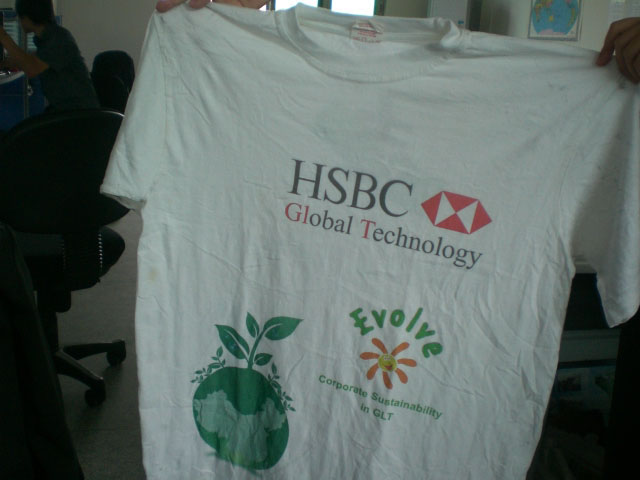 HSBC
Global Technology
Evolve
Corporate Sustainability
in GLT